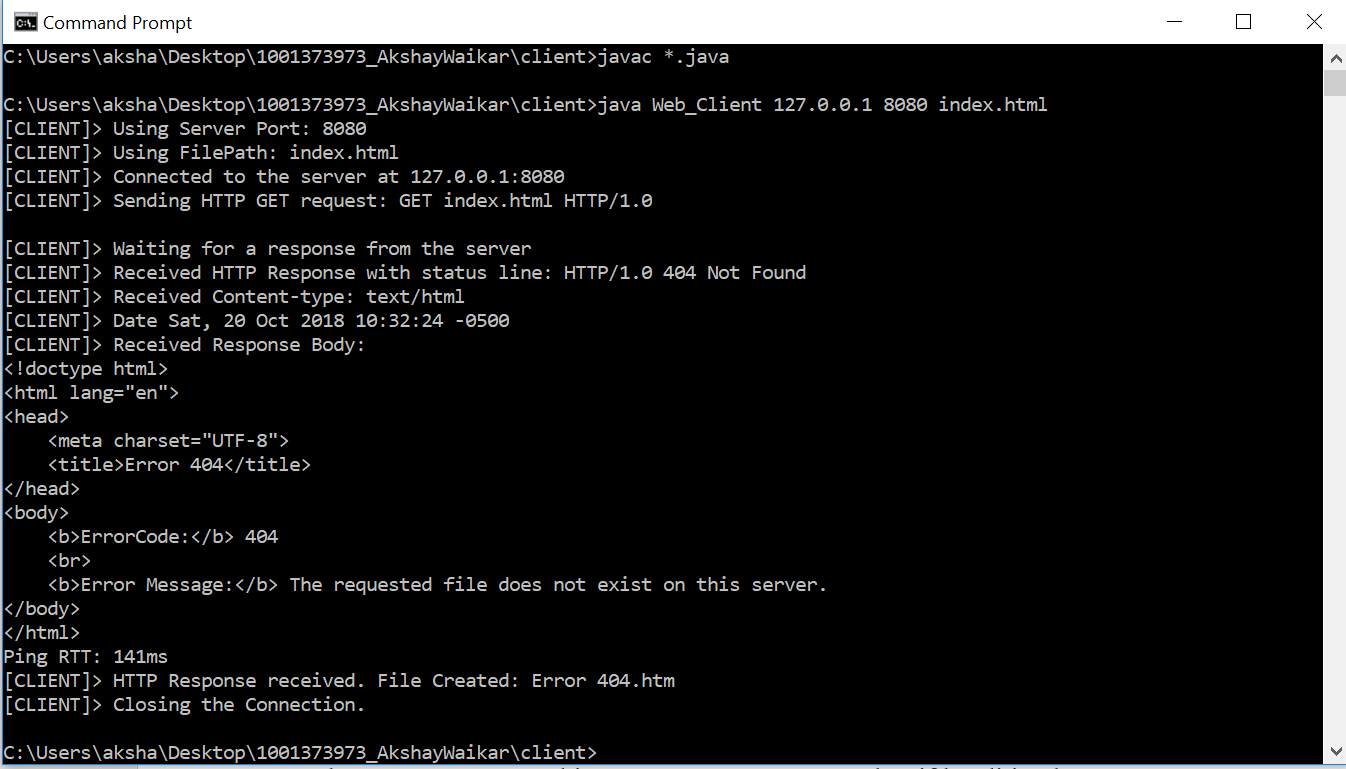 Command Prompt
C:\Users\aksha\Desktop\1001373973_AkshayWaikar\client>javac *.java
C:\Users\aksha\Desktop\1001373973_AkshayWaikar\client>java Web_Client 127.0.0.1 8080 index.html
[CLIENT]> Using Server Port: 8080
[CLIENT]> Using FilePath: index.html
[CLIENT]> Connected to the server at 127.0.0.1:8080
[CLIENT]> Sending HTTP GET request: GET index.html HTTP/1.0
[CLIENT]> Waiting for a response from the server
[CLIENT]> Received HTTP Response with status line: HTTP/1.0 404 Not Found
[CLIENT]> Received Content-type: text/html
[CLIENT]> Date Sat, 20 Oct 2018 10:32:24 -0500
[CLIENT]> Received Response Body:
<!doctype html>
<html lang="en">
<head>
    <meta charset="UTF-8">
    <title>Error 404</title>
</head>
<body>
    <b>ErrorCode:</b> 404
    <br>
    <b>Error Message:</b> The requested file does not exist on this server.
</body>
</html>
Ping RTT: 141ms
[CLIENT]> HTTP Response received. File Created: Error 404.htm
[CLIENT]> Closing the Connection.
C:\Users\aksha\Desktop\1001373973_AkshayWaikar\client>